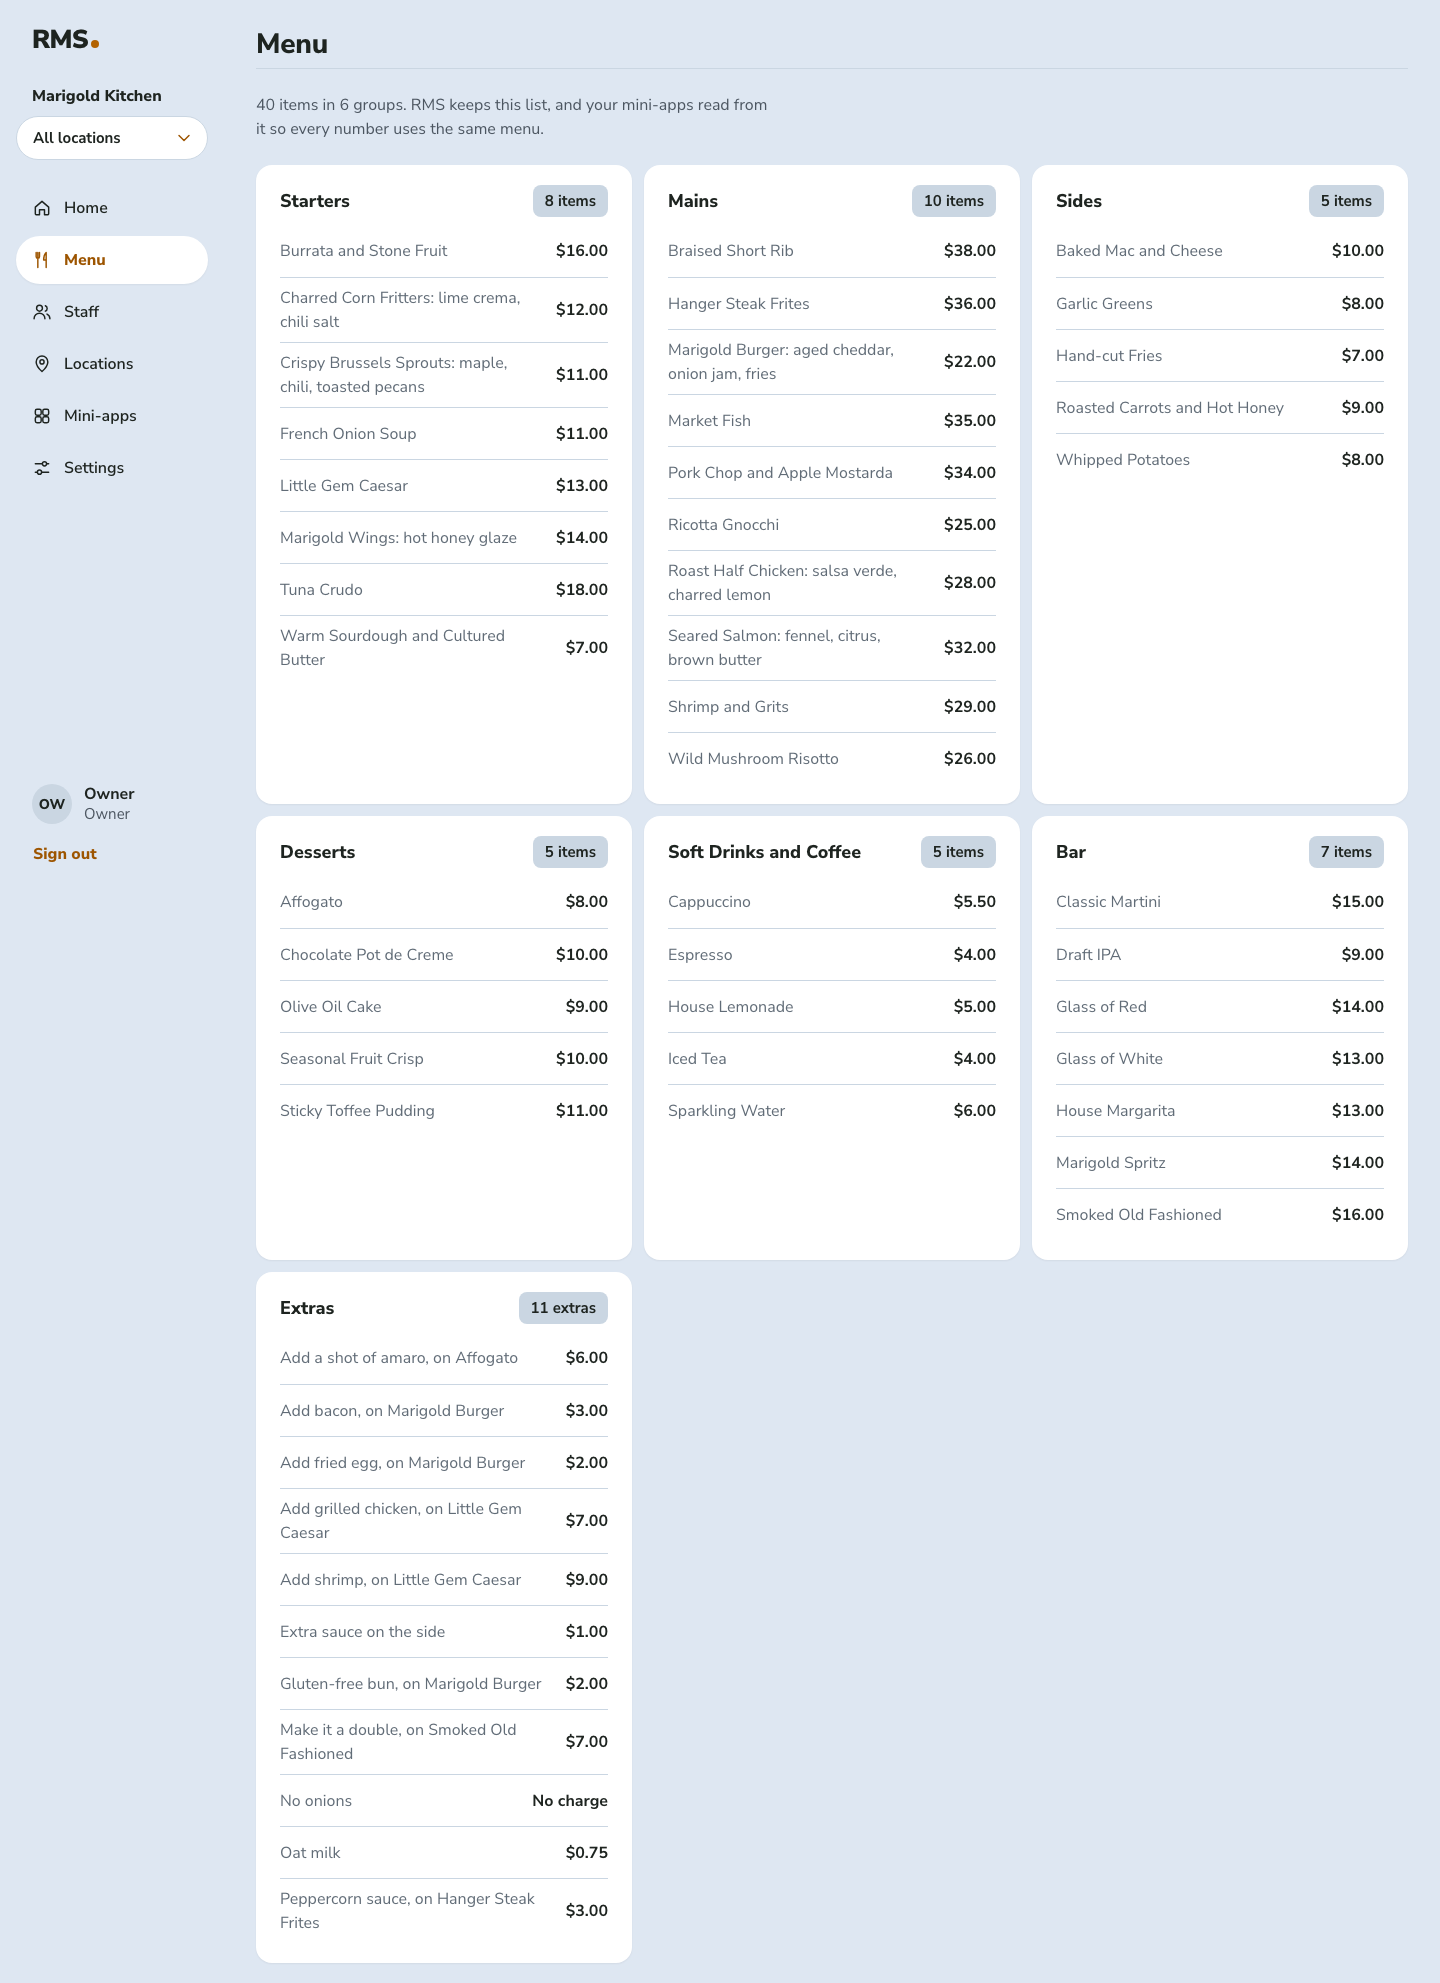 RMS.
Marigold Kitchen
All locations
Home
Menu
Staff
Locations
Mini-apps
Settings
OW
Owner
Owner
Sign out
Menu
40 items in 6 groups. RMS keeps this list, and your mini-apps read from
it so every number uses the same menu.
Starters
8 items
Burrata and Stone Fruit $16.00
Charred Corn Fritters: lime crema,
chili salt
$12.00
Crispy Brussels Sprouts: maple,
chili, toasted pecans
$11.00
French Onion Soup $11.00
Little Gem Caesar $13.00
Marigold Wings: hot honey glaze $14.00
Tuna Crudo $18.00
Warm Sourdough and Cultured
Butter
$7.00
Mains
10 items
Braised Short Rib $38.00
Hanger Steak Frites $36.00
Marigold Burger: aged cheddar,
onion jam, fries
$22.00
Market Fish $35.00
Pork Chop and Apple Mostarda $34.00
Ricotta Gnocchi $25.00
Roast Half Chicken: salsa verde,
charred lemon
$28.00
Seared Salmon: fennel, citrus,
brown butter
$32.00
Shrimp and Grits $29.00
Wild Mushroom Risotto $26.00
Sides
5 items
Baked Mac and Cheese $10.00
Garlic Greens $8.00
Hand-cut Fries $7.00
Roasted Carrots and Hot Honey $9.00
Whipped Potatoes $8.00
Desserts
5 items
Affogato $8.00
Chocolate Pot de Creme $10.00
Olive Oil Cake $9.00
Seasonal Fruit Crisp $10.00
Sticky Toffee Pudding $11.00
Soft Drinks and Coffee
5 items
Cappuccino $5.50
Espresso $4.00
House Lemonade $5.00
Iced Tea $4.00
Sparkling Water $6.00
Bar
7 items
Classic Martini $15.00
Draft IPA $9.00
Glass of Red $14.00
Glass of White $13.00
House Margarita $13.00
Marigold Spritz $14.00
Smoked Old Fashioned $16.00
Extras
11 extras
Add a shot of amaro, on Affogato $6.00
Add bacon, on Marigold Burger $3.00
Add fried egg, on Marigold Burger $2.00
Add grilled chicken, on Little Gem
Caesar
$7.00
Add shrimp, on Little Gem Caesar $9.00
Extra sauce on the side $1.00
Gluten-free bun, on Marigold Burger $2.00
Make it a double, on Smoked Old
Fashioned
$7.00
No onions No charge
Oat milk $0.75
Peppercorn sauce, on Hanger Steak
Frites
$3.00